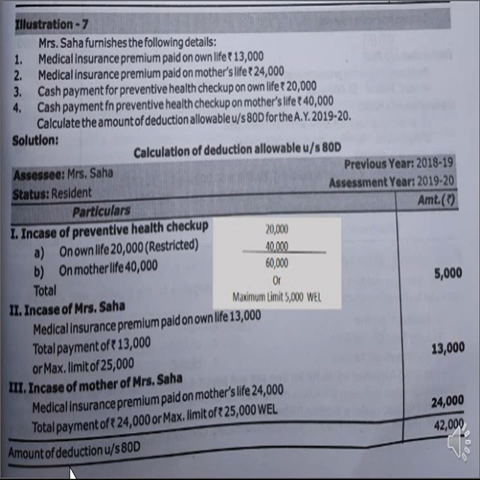 Illustration - 7
Mrs. Saha furnishes the following details:
1. Medical insurance premium paid on own life ₹ 13,000
2. Medical insurance premium paid on mother's life ₹ 24,000
3. Cash payment for preventive health checkup on own life ₹ 20,000
4. Cash payment fn preventive health checkup on mother's life ₹ 40,000
Calculate the amount of deduction allowable u/s 80D for the A.Y. 2019-20.
Solution:
Calculation of deduction allowable u/s 80D
Assessee: Mrs. Saha Previous Year: 2018-19
Status: Resident Assessment Year: 2019-20
Particulars Amt.(₹)
I. Incase of preventive health checkup
a) On own life 20,000 (Restricted)
b) On mother life 40,000
Total 5,000
20,000
40,000
60,000
Or
Maximum Limit 5,000 WEL
II. Incase of Mrs. Saha
Medical insurance premium paid on own life 13,000
Total payment of ₹ 13,000
or Max. limit of 25,000 13,000
III. Incase of mother of Mrs. Saha
Medical insurance premium paid on mother's life 24,000
Total payment of ₹ 24,000 or Max. limit of ₹ 25,000 WEL 24,000
42,000
Amount of deduction u/s 80D